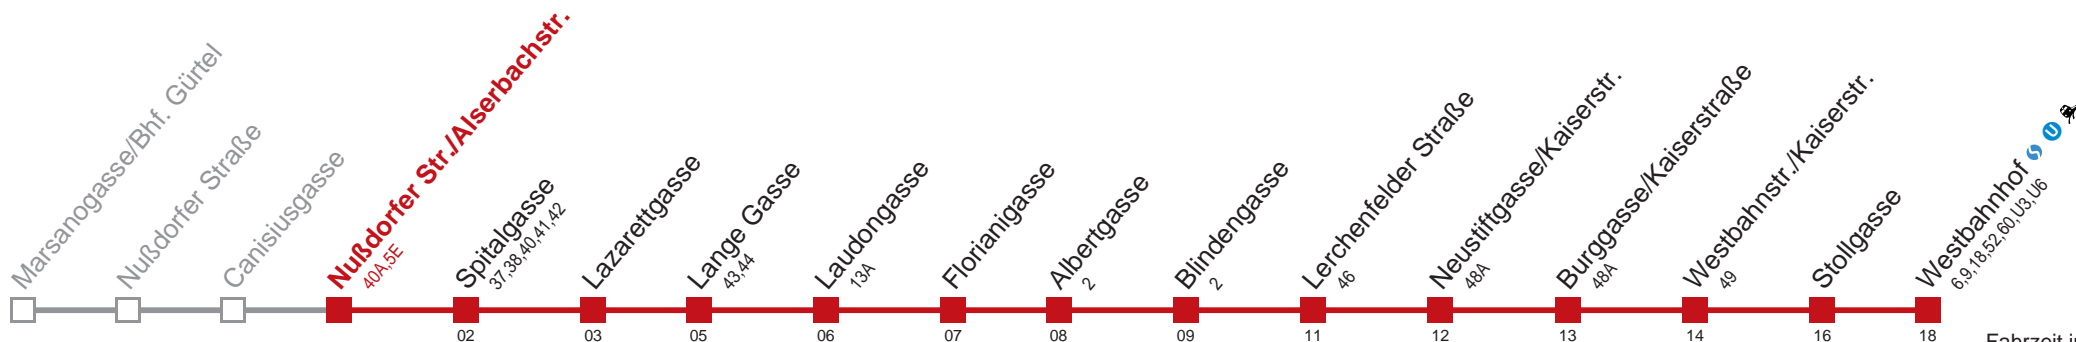 Marsanogasse/Bhf. Gürtel
Nußdorfer Straße
Canisiusgasse
Nußdorfer Str./Alserbachstr.
40A,5E
Spitalgasse
37,38,40,41,42
Lazarettgasse
Lange Gasse
43,44
Laudongasse
13A
Florianigasse
Albertgasse
2
Blindengasse
2
Lerchenfelder Straße
46
Neustiftgasse/Kaiserstr.
48A
Burggasse/Kaiserstraße
48A
Westbahnstr./Kaiserstr.
49
Stollgasse
Westbahnhof
U
6,9,18,52,60,U3,U6
02 03 05 06 07 08 09 11 12 13 14 16 18
Fahrzeit